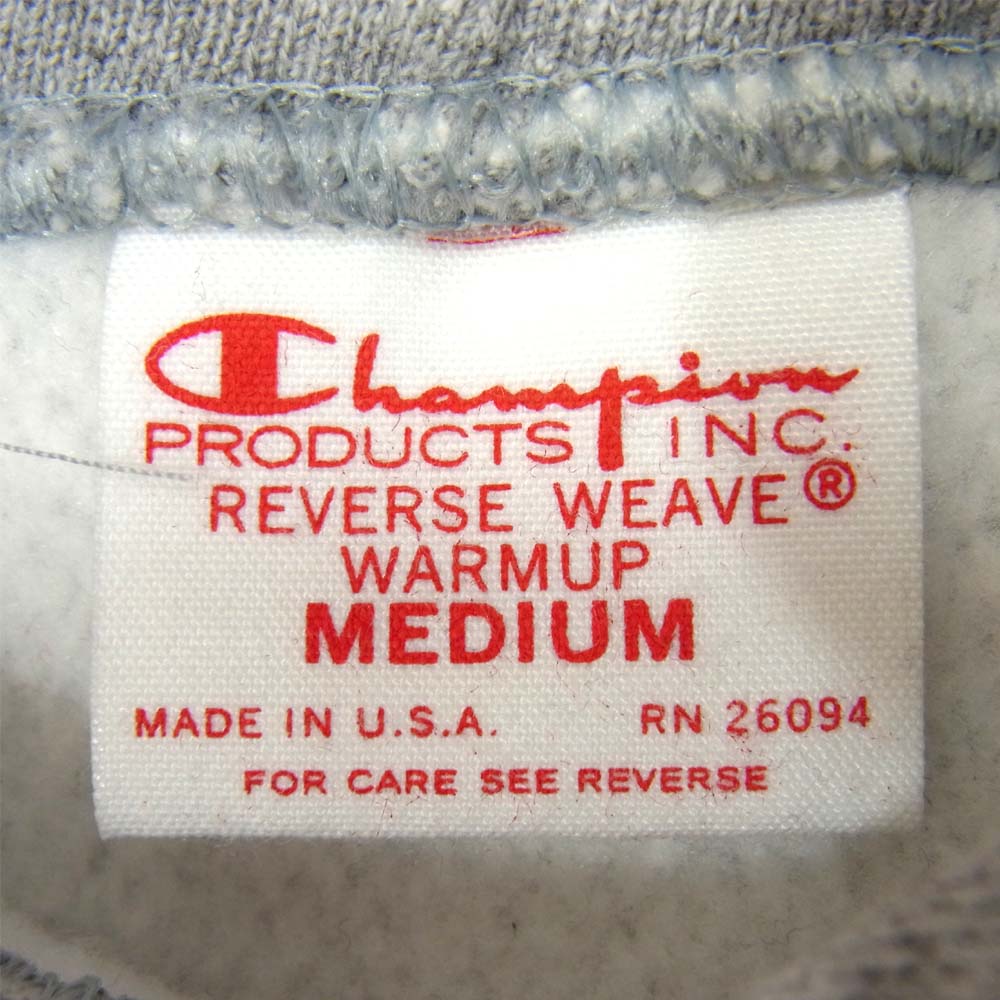 Champion
PRODUCTS INC.
REVERSE WEAVE®
WARMUP
MEDIUM
MADE IN U.S.A. RN 26094
FOR CARE SEE REVERSE